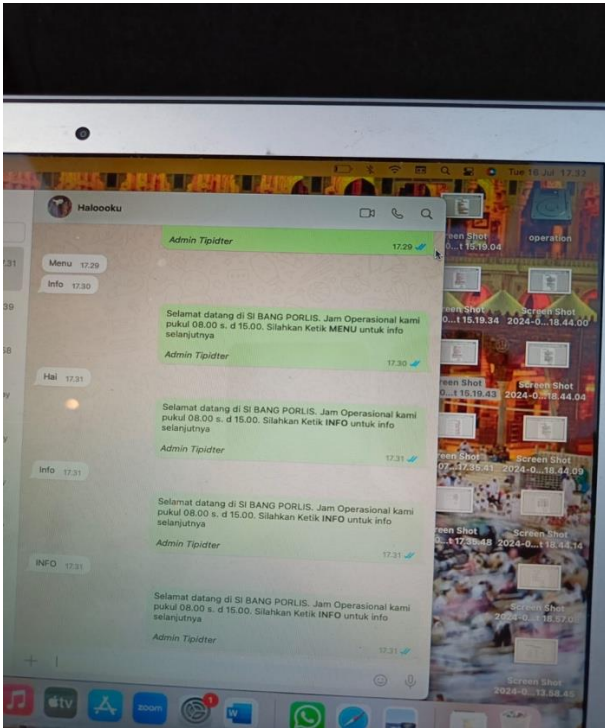 Tue 16 Jul 17.32
Haloooku
Admin Tipidter
17.29
Menu 17.29
Info 17.30
Selamat datang di SI BANG PORLIS. Jam Operasional kami
pukul 08.00 s. d 15.00. Silahkan Ketik MENU untuk info
selanjutnya
Admin Tipidter
17.30
Hai 17.31
Selamat datang di SI BANG PORLIS. Jam Operasional kami
pukul 08.00 s. d 15.00. Silahkan Ketik INFO untuk info
selanjutnya
Admin Tipidter
17.31
Info 17.31
Selamat datang di SI BANG PORLIS. Jam Operasional kami
pukul 08.00 s. d 15.00. Silahkan Ketik INFO untuk info
selanjutnya
Admin Tipidter
17.31
INFO 17.31
Selamat datang di SI BANG PORLIS. Jam Operasional kami
pukul 08.00 s. d 15.00. Silahkan Ketik INFO untuk info
selanjutnya
Admin Tipidter
17.31
operation
Screen Shot
2024-0...18.44.00
Screen Shot
2024-0...18.44.04
Screen Shot
2024-0...18.44.09
Screen Shot
2024-0...t 18.44.14
Screen Shot
Screen Shot
tv
zoom
1
W